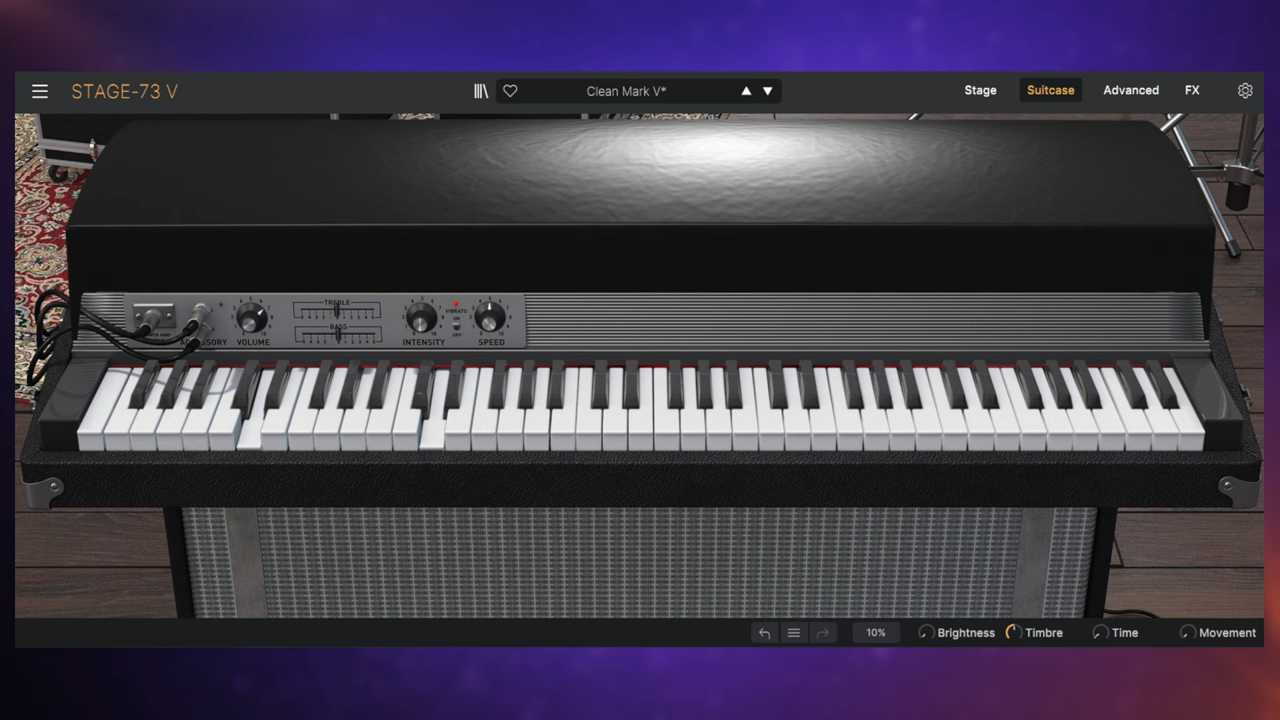 STAGE-73 V
Clean Mark V*
Stage
Suitcase
Advanced
FX
VOLUME
TREBLE
BASS
INTENSITY
VIBRATO
ON
OFF
SPEED
10%
Brightness
Timbre
Time
Movement